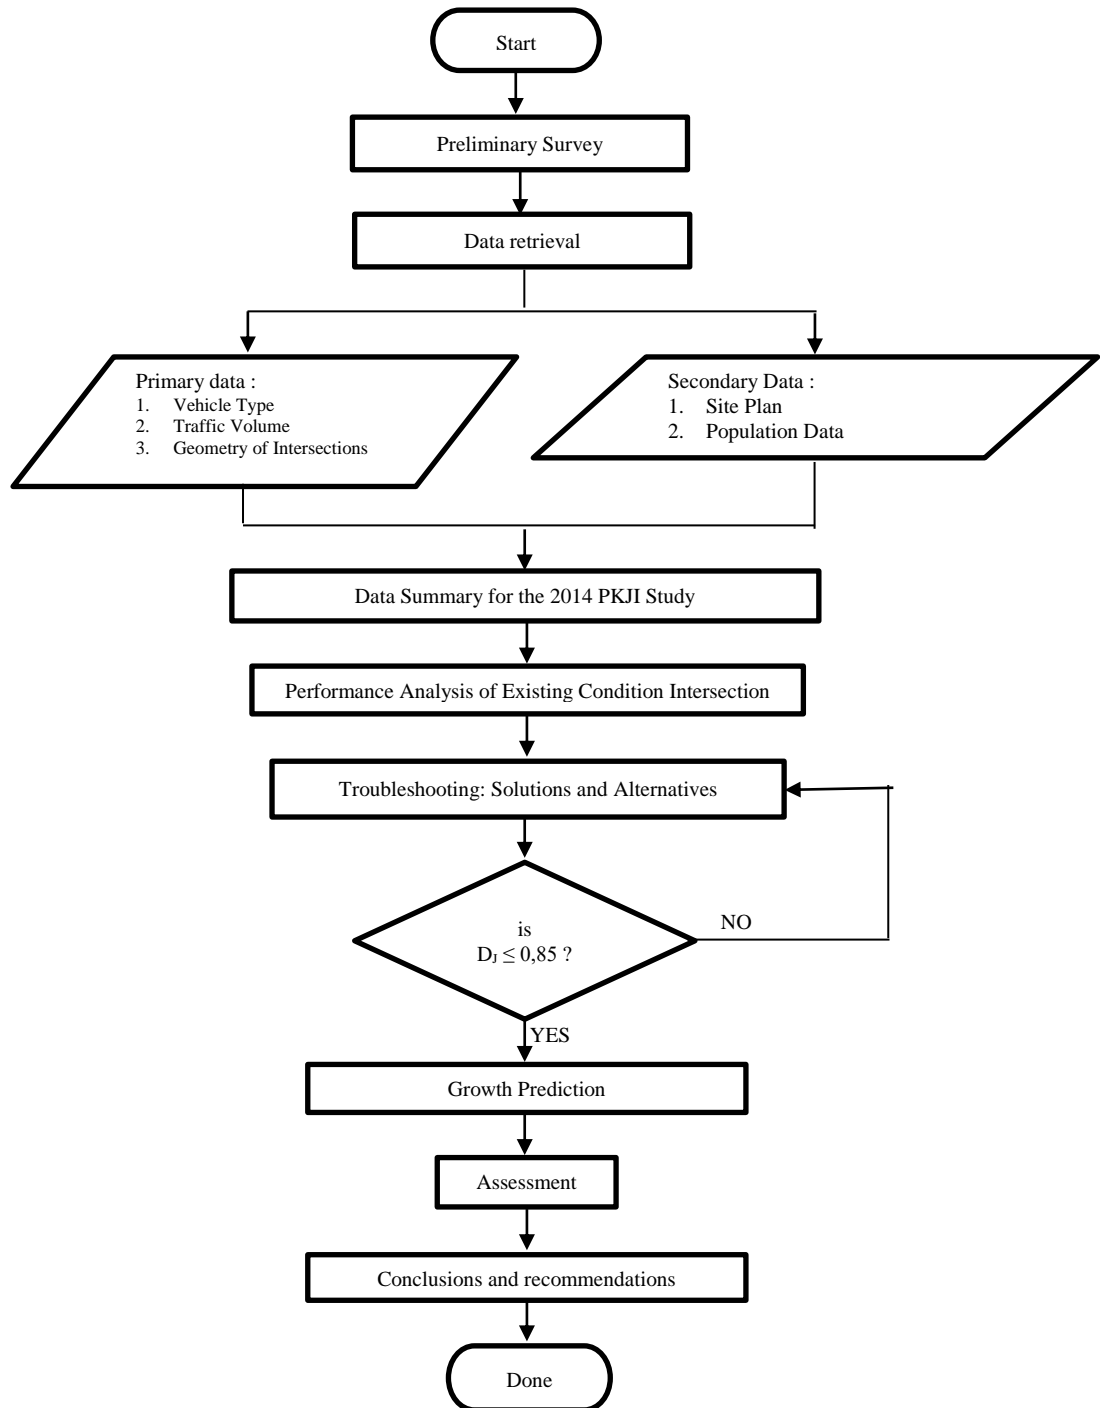 Start
Preliminary Survey
Data retrieval
Primary data :
1. Vehicle Type
2. Traffic Volume
3. Geometry of Intersections
Secondary Data :
1. Site Plan
2. Population Data
Data Summary for the 2014 PKJI Study
Performance Analysis of Existing Condition Intersection
Troubleshooting: Solutions and Alternatives
is
DJ ≤ 0,85 ?
NO
YES
Growth Prediction
Assessment
Conclusions and recommendations
Done